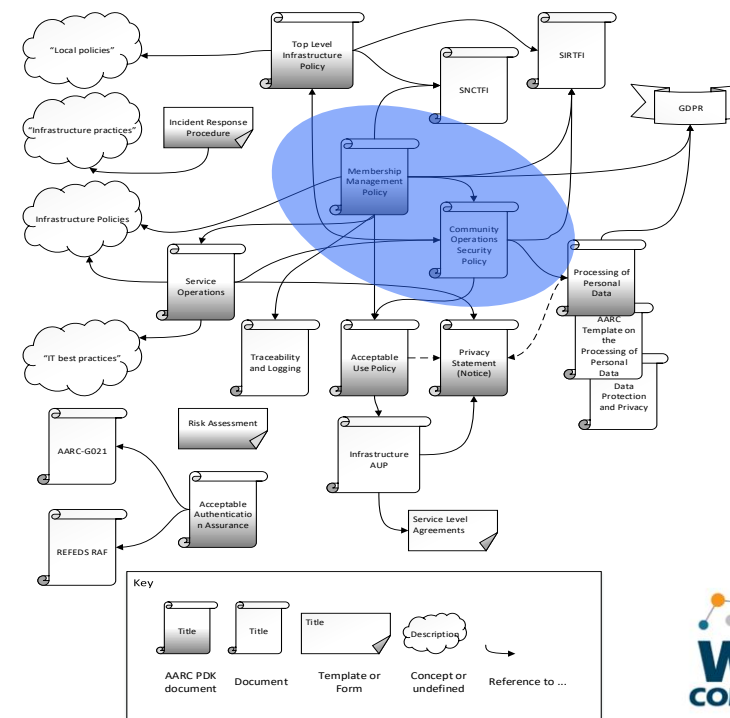 "Local policies"
Top Level
Infrastructure
Policy
SNCTFI
SIRTFI
GDPR
"Infrastructure practices"
Incident Response
Procedure
Membership
Management
Policy
Infrastructure Policies
Community
Operations
Security
Policy
Service
Operations
Processing of
Personal
Data
AARC
Template on
the
Processing of
Personal
Data
Data
Protection
and Privacy
"IT best practices"
Traceability
and Logging
Acceptable
Use Policy
Privacy
Statement
(Notice)
AARC-G021
Risk Assessment
Infrastructure
AUP
Acceptable
Authenticatio
n Assurance
Service Level
Agreements
REFEDS RAF
Key
Title
Title
Title
Description
AARC PDK
document
Document
Template or
Form
Concept or
undefined
Reference to ...